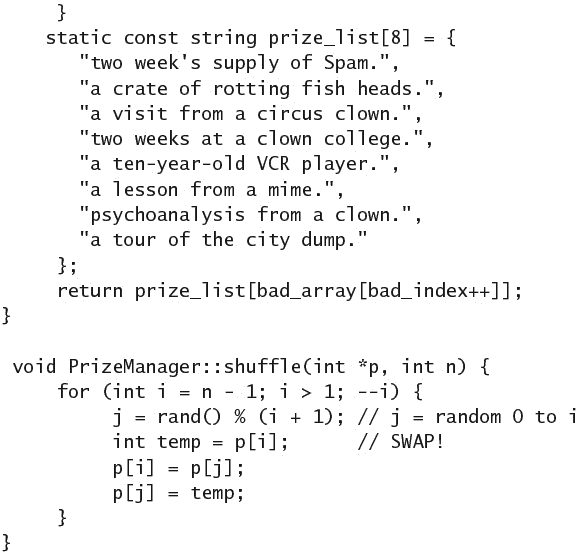 }
    static const string prize_list[8] = {
       "two week's supply of Spam.",
       "a crate of rotting fish heads.",
       "a visit from a circus clown.",
       "two weeks at a clown college.",
       "a ten-year-old VCR player.",
       "a lesson from a mime.",
       "psychoanalysis from a clown.",
       "a tour of the city dump."
     };
     return prize_list[bad_array[bad_index++]];
}

 void PrizeManager::shuffle(int *p, int n) {
     for (int i = n - 1; i > 1; --i) {
          j = rand() % (i + 1); // j = random 0 to i
          int temp = p[i];      // SWAP!
          p[i] = p[j];
          p[j] = temp;
     }
}